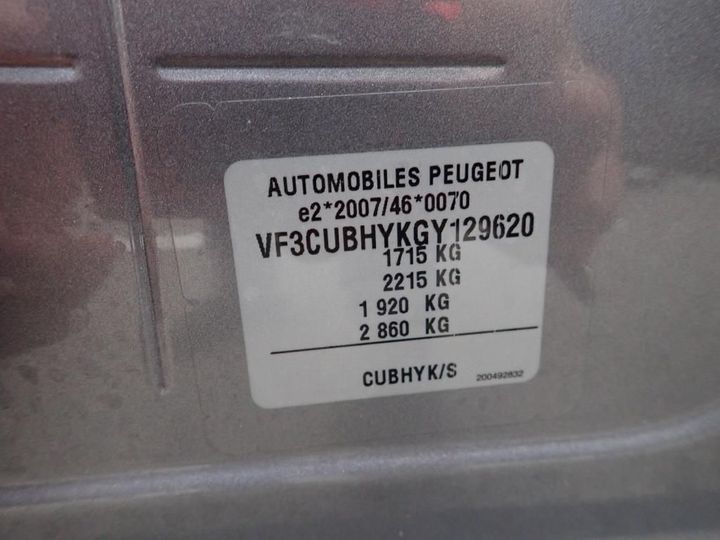 AUTOMOBILES PEUGEOT
e2*2007/46*0070
VF3CUBHYKGY129620
1715 KG
2215 KG
1 920 KG
2 860 KG
CUBHYK/S 200492832